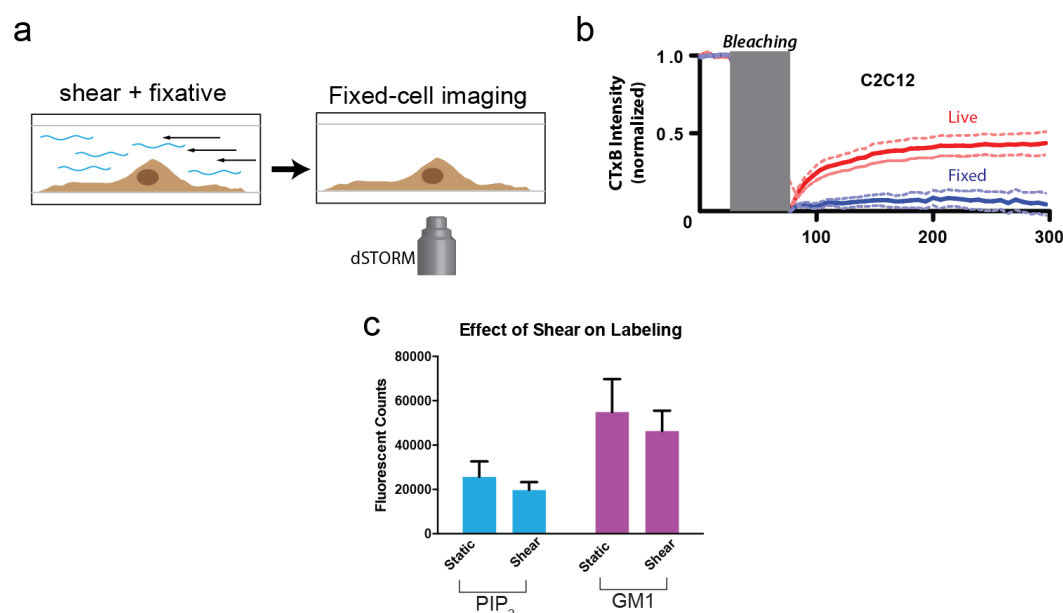 a
shear + fixative
Fixed-cell imaging
dSTORM
b
Bleaching
C2C12
Live
Fixed
CTxB Intensity
(normalized)
1.0
0.5
0
100
200
300
c
Effect of Shear on Labeling
Fluorescent Counts
80000
60000
40000
20000
0
Static
Shear
Static
Shear
PIP₂
GM1